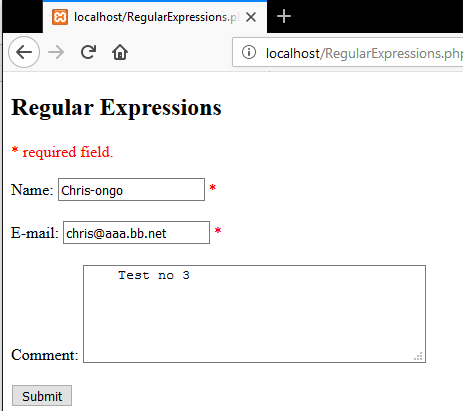 localhost/RegularExpressions.ph
localhost/RegularExpressions.php
Regular Expressions
* required field.
Name: Chris-ongo *
E-mail: chris@aaa.bb.net *
Test no 3
Comment:
Submit